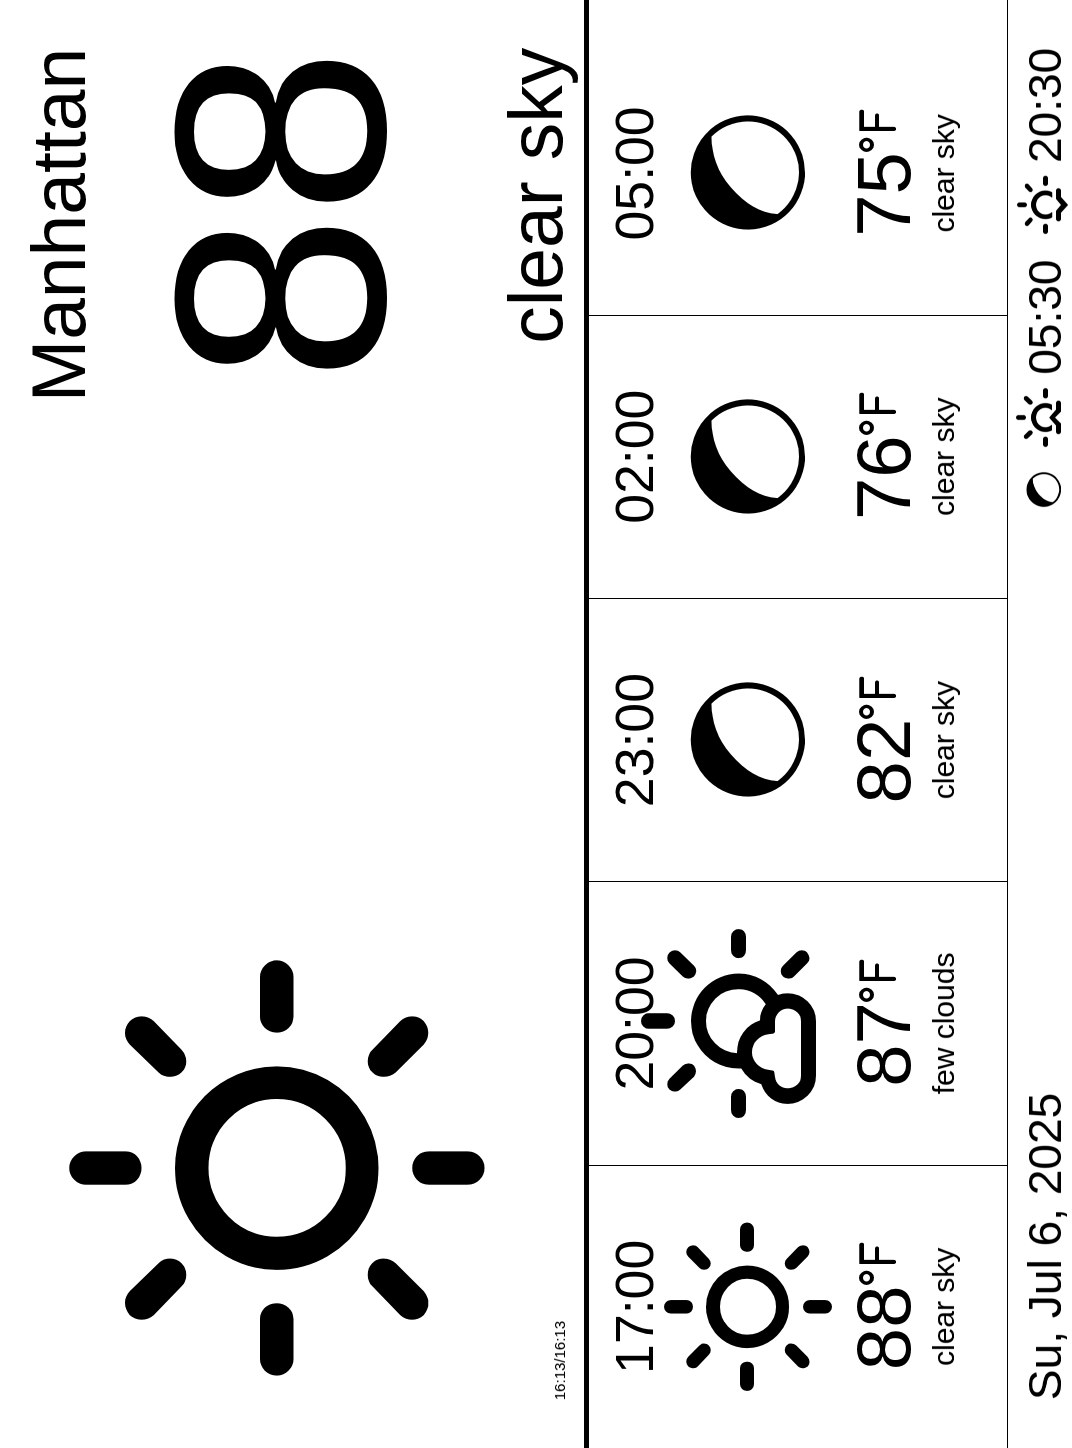 Manhattan
88
clear sky
16:13/16:13
17:00
20:00
23:00
02:00
05:00
88°F
87°F
82°F
76°F
75°F
clear sky
few clouds
clear sky
clear sky
clear sky
Su, Jul 6, 2025
05:30
20:30